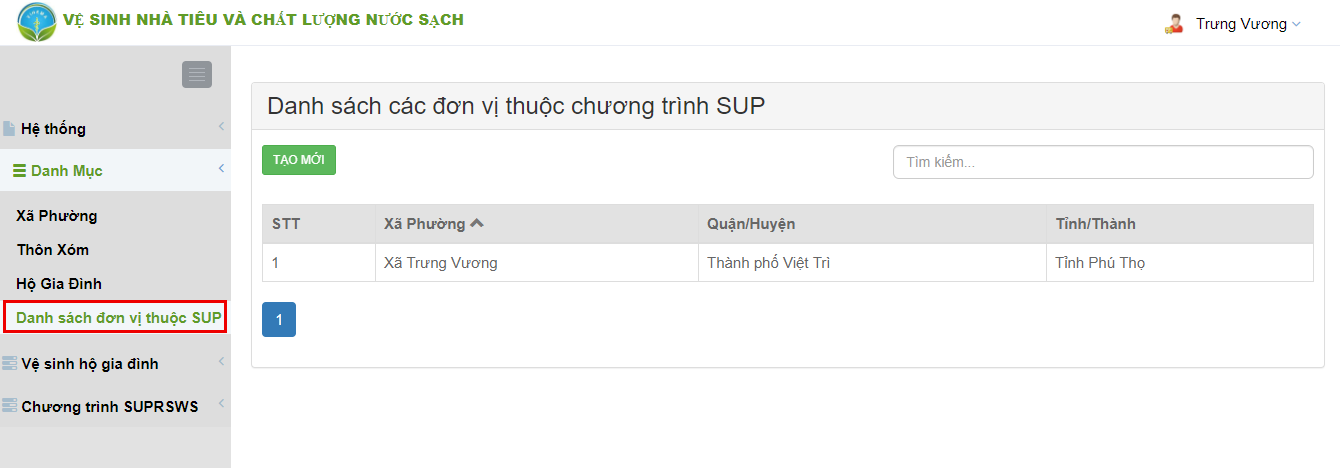 VỆ SINH NHÀ TIÊU VÀ CHẤT LƯỢNG NƯỚC SẠCH
Trưng Vương
Hệ thống
Danh Mục
Xã Phường
Thôn Xóm
Hộ Gia Đình
Danh sách đơn vị thuộc SUP
Vệ sinh hộ gia đình
Chương trình SUPRSWS
Danh sách các đơn vị thuộc chương trình SUP
TẠO MỚI
Tìm kiếm...
STT Xã Phường Quận/Huyện Tỉnh/Thành
1 Xã Trưng Vương Thành phố Việt Trì Tỉnh Phú Thọ
1